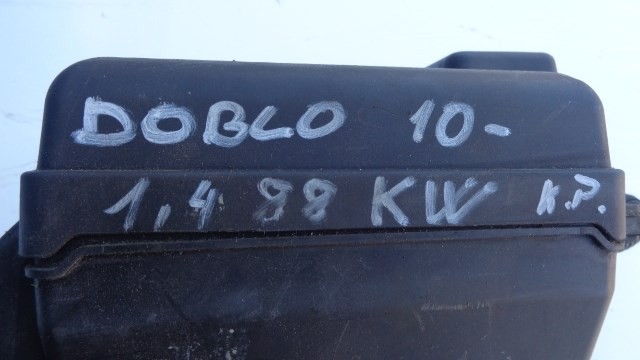 DOBLO 10-
1,4 88 KW K.P.